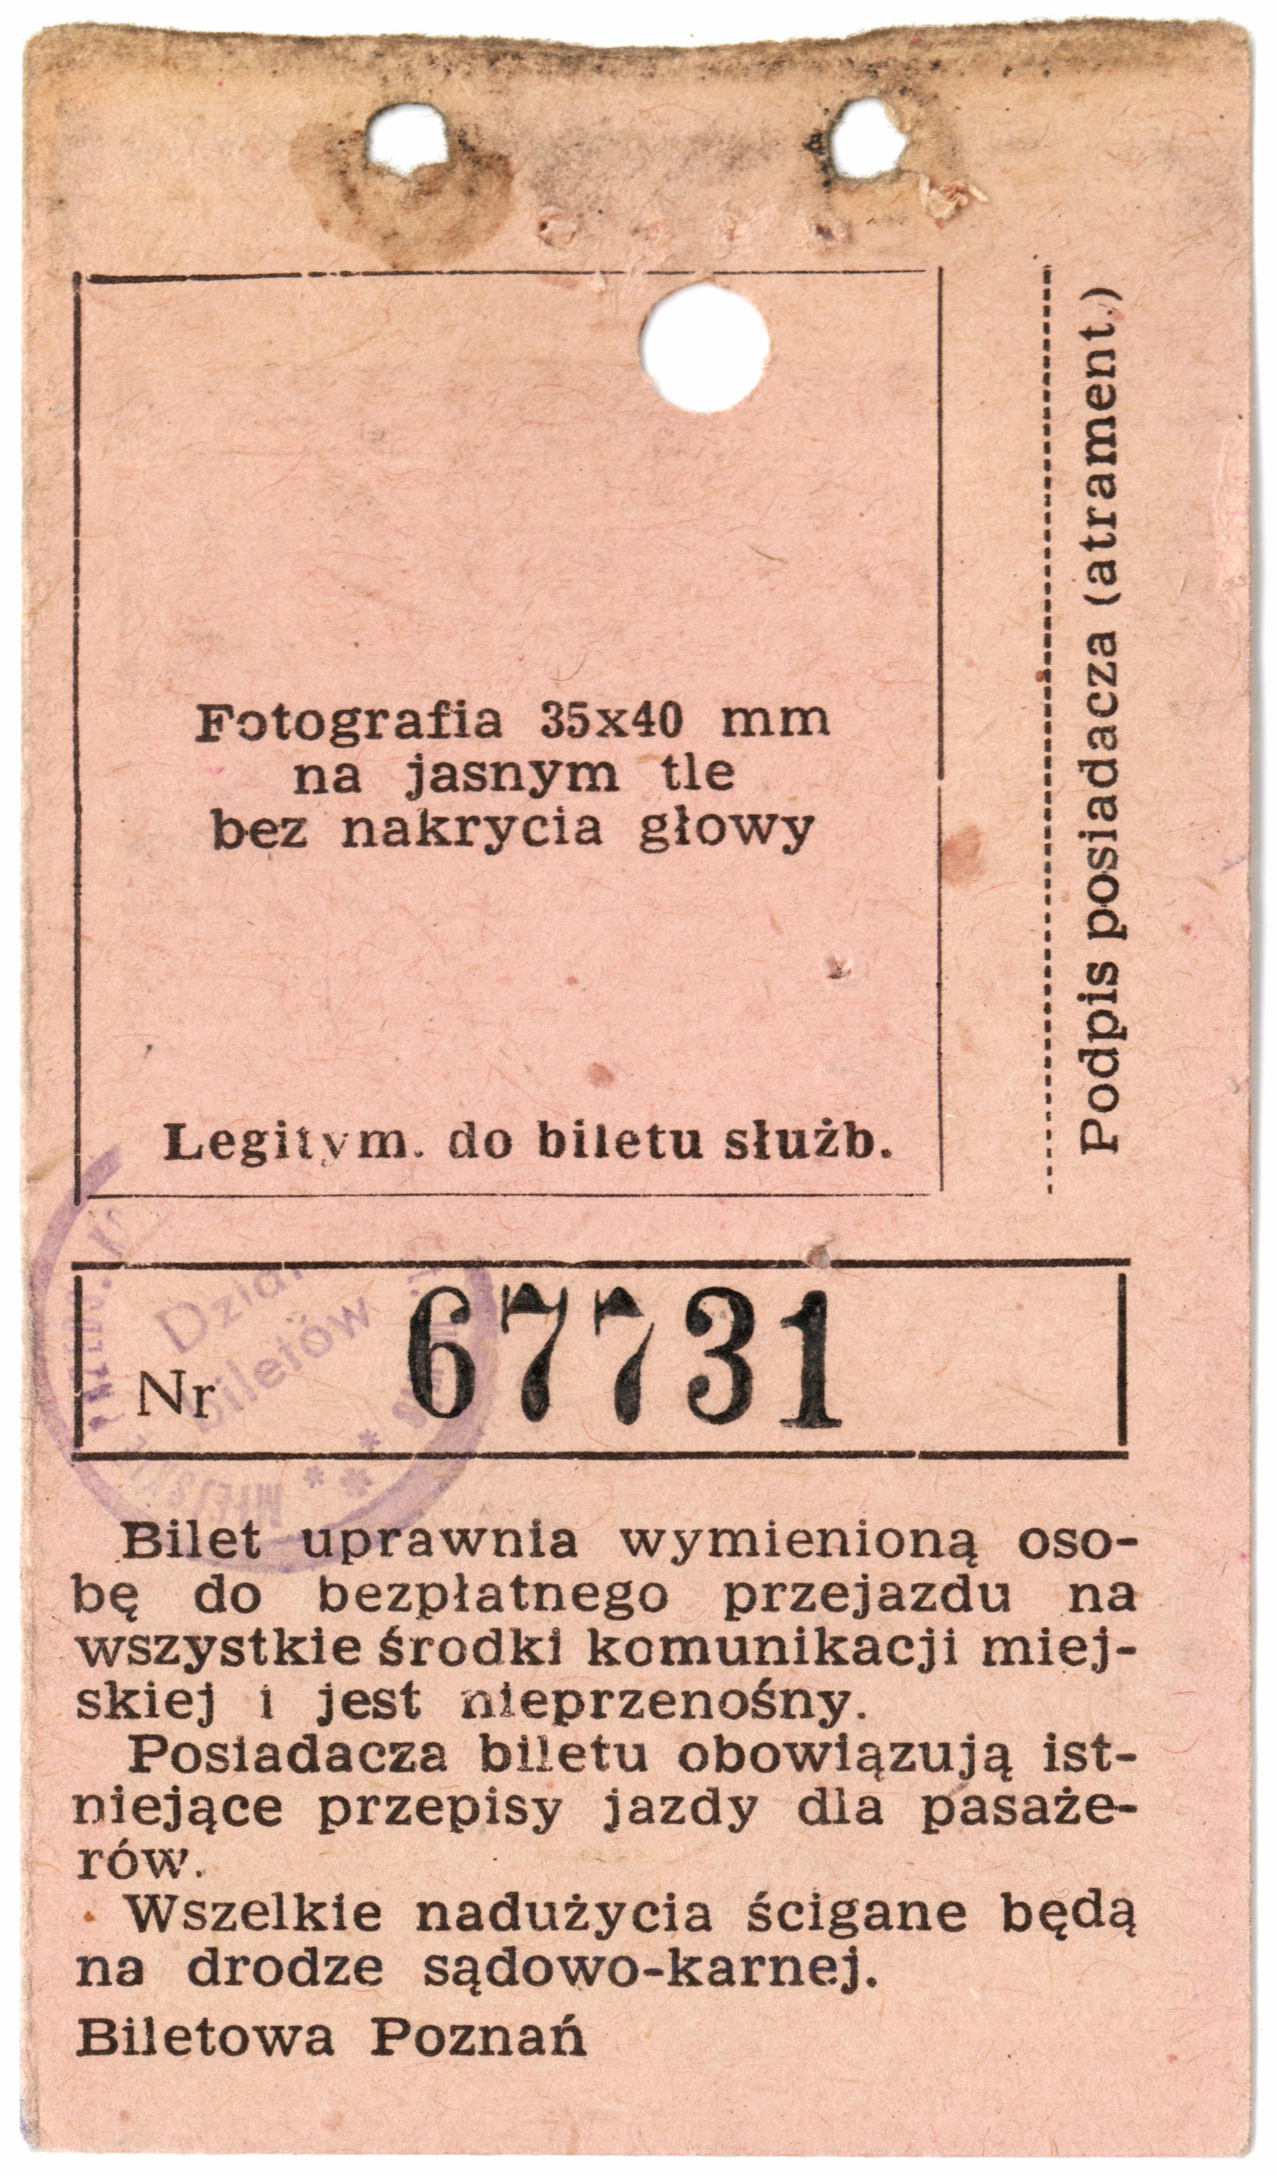 Fotografia 35x40 mm
na jasnym tle
bez nakrycia głowy
Legitym. do biletu służb.
Podpis posiadacza (atrament.)
Nr 67731
Dział
Biletów
Bilet uprawnia wymienioną oso-
bę do bezpłatnego przejazdu na
wszystkie środki komunikacji miej-
skiej i jest nieprzenośny.
Posiadacza biletu obowiązują ist-
niejące przepisy jazdy dla pasaże-
rów.
Wszelkie nadużycia ścigane będą
na drodze sądowo-karnej.
Biletowa Poznań